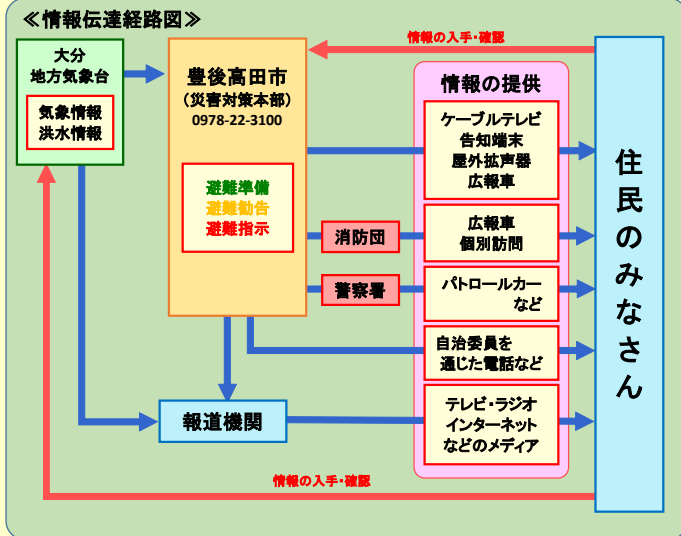 ≪情報伝達経路図≫
情報の入手・確認
大分
地方気象台
気象情報
洪水情報
豊後高田市
（災害対策本部）
0978-22-3100
避難準備
避難勧告
避難指示
情報の提供
ケーブルテレビ
告知端末
屋外拡声器
広報車
消防団
広報車
個別訪問
警察署
パトロールカー
など
自治委員を
通じた電話など
報道機関
テレビ・ラジオ
インターネット
などのメディア
住民のみなさん
情報の入手・確認